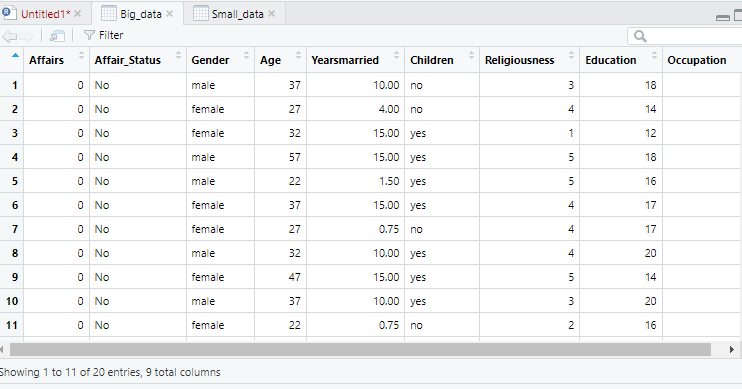 Untitled1* Big_data Small_data
Filter
Affairs Affair_Status Gender Age Yearsmarried Children Religiousness Education Occupation
1 0 No male 37 10.00 no 3 18
2 0 No female 27 4.00 no 4 14
3 0 No female 32 15.00 yes 1 12
4 0 No male 57 15.00 yes 5 18
5 0 No male 22 1.50 yes 5 16
6 0 No female 37 15.00 yes 4 17
7 0 No female 27 0.75 no 4 17
8 0 No male 32 10.00 yes 4 20
9 0 No female 47 15.00 yes 5 14
10 0 No male 37 10.00 yes 3 20
11 0 No female 22 0.75 no 2 16
Showing 1 to 11 of 20 entries, 9 total columns